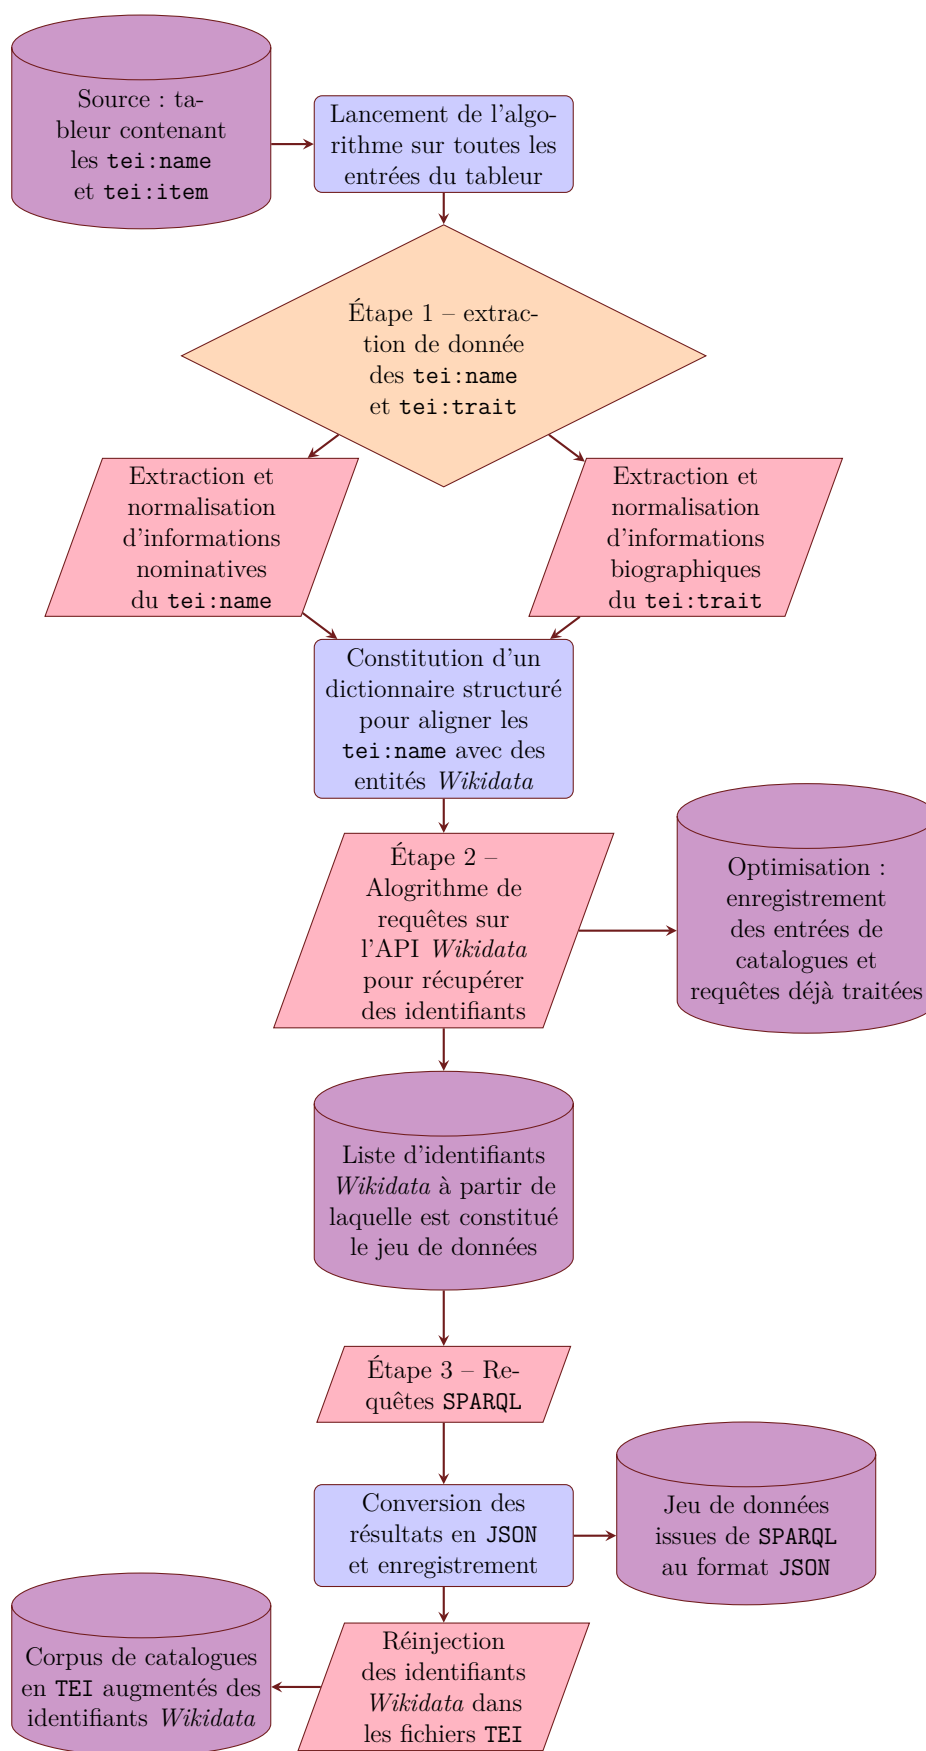 Source : ta-
bleur contenant
les tei:name
et tei:item
Lancement de l'algo-
rithme sur toutes les
entrées du tableur
Étape 1 – extrac-
tion de donnée
des tei:name
et tei:trait
Extraction et
normalisation
d'informations
nominatives
du tei:name
Extraction et
normalisation
d'informations
biographiques
du tei:trait
Constitution d'un
dictionnaire structuré
pour aligner les
tei:name avec des
entités Wikidata
Étape 2 –
Alogrithme de
requêtes sur
l'API Wikidata
pour récupérer
des identifiants
Optimisation :
enregistrement
des entrées de
catalogues et
requêtes déjà traitées
Liste d'identifiants
Wikidata à partir de
laquelle est constitué
le jeu de données
Étape 3 – Re-
quêtes SPARQL
Conversion des
résultats en JSON
et enregistrement
Jeu de données
issues de SPARQL
au format JSON
Réinjection
des identifiants
Wikidata dans
les fichiers TEI
Corpus de catalogues
en TEI augmentés des
identifiants Wikidata